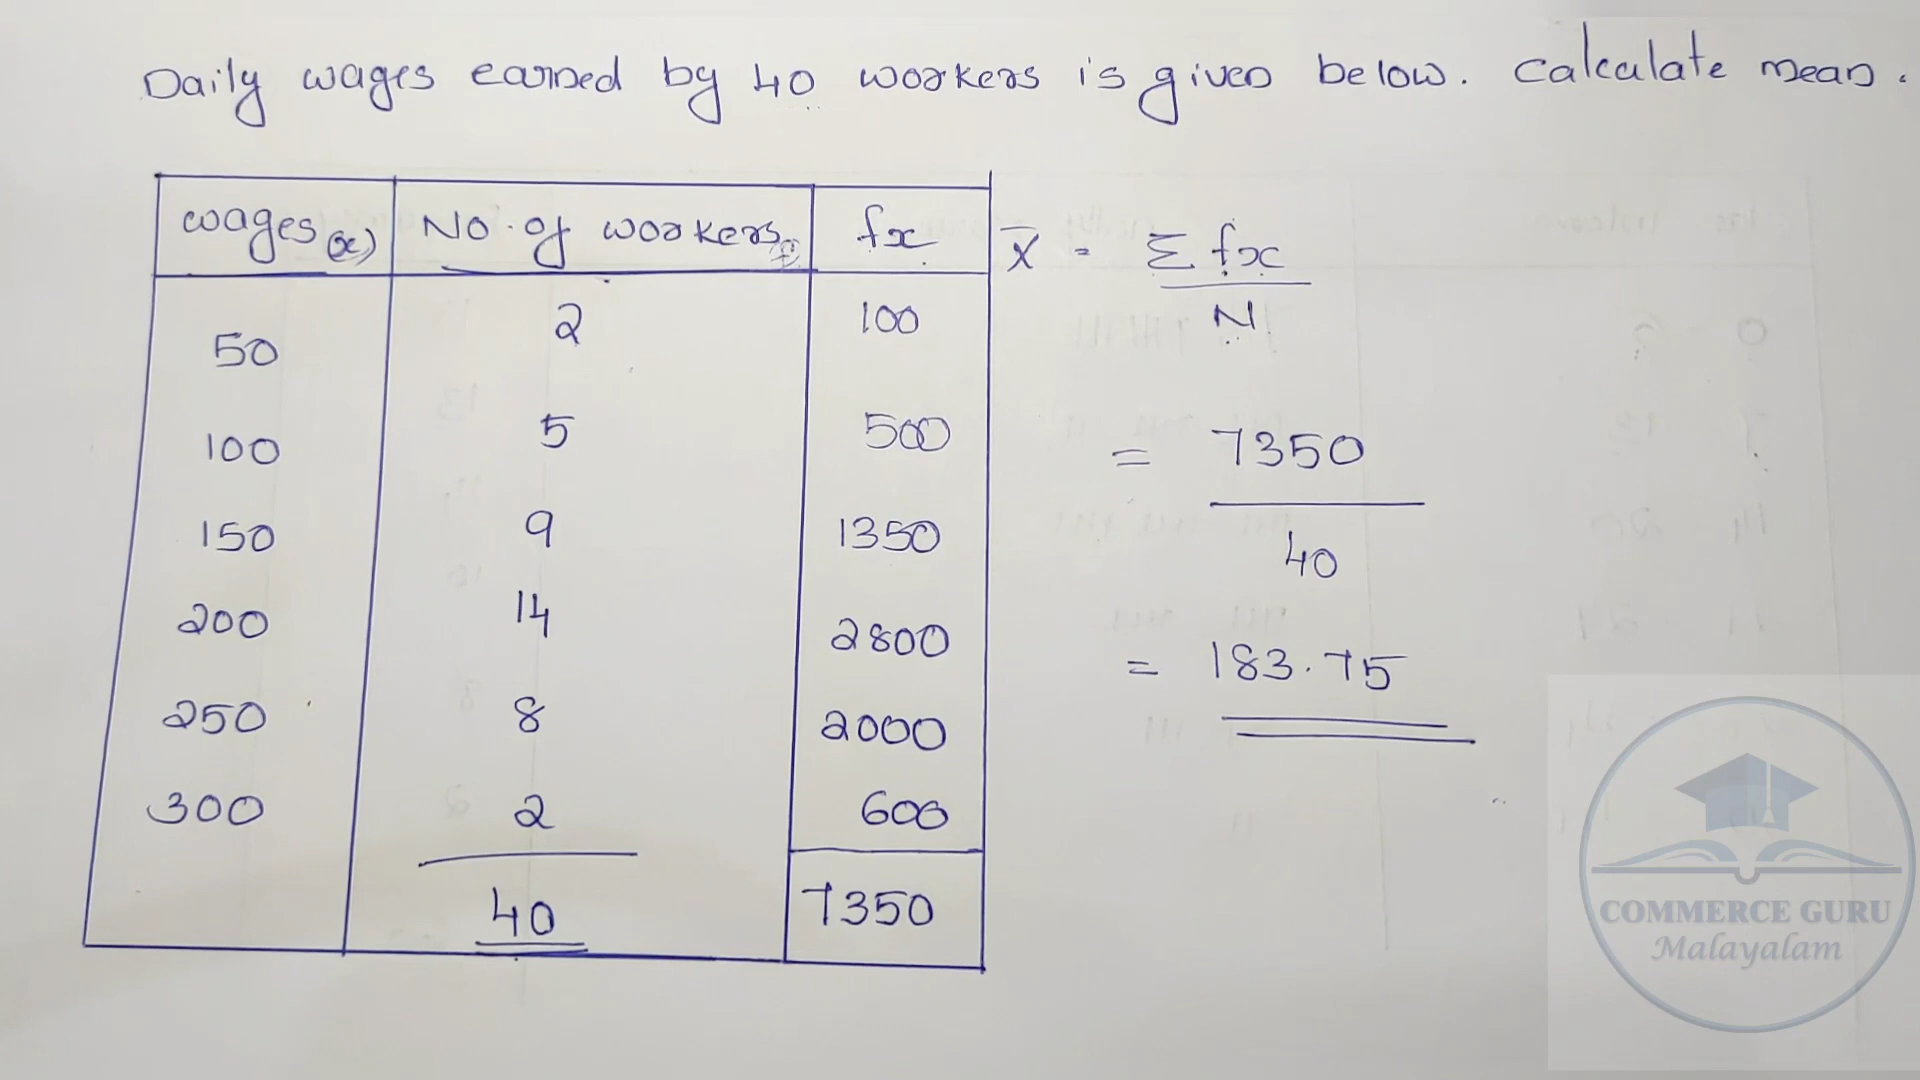 Daily wages earned by 40 workers is given below. Calculate mean.
wages (x) No. of workers f fx
50 2 100
100 5 500
150 9 1350
200 14 2800
250 8 2000
300 2 600
40 7350
X̄ = Σfx
N
= 7350
40
= 183.75
COMMERCE GURU
Malayalam